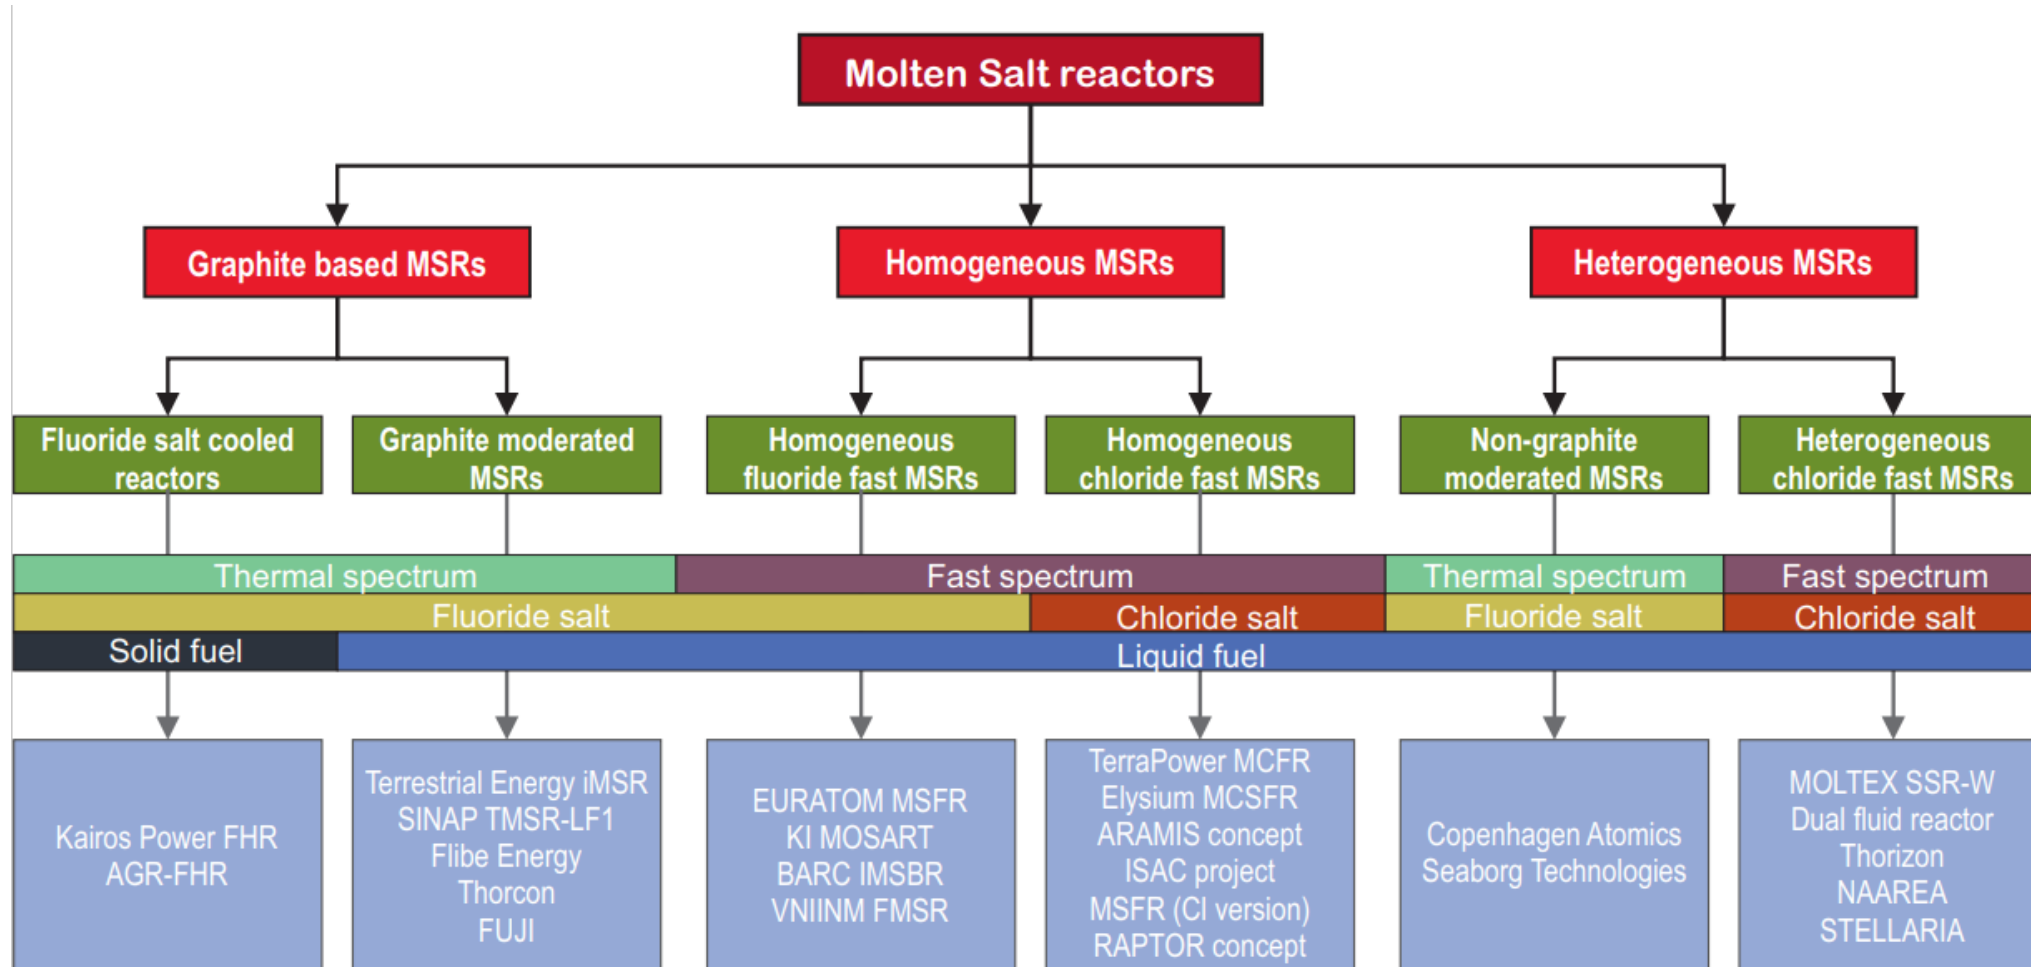 Molten Salt reactors
Graphite based MSRs
Homogeneous MSRs
Heterogeneous MSRs
Fluoride salt cooled
reactors
Graphite moderated
MSRs
Homogeneous
fluoride fast MSRs
Homogeneous
chloride fast MSRs
Non-graphite
moderated MSRs
Heterogeneous
chloride fast MSRs
Thermal spectrum
Fast spectrum
Thermal spectrum
Fast spectrum
Fluoride salt
Chloride salt
Fluoride salt
Chloride salt
Solid fuel
Liquid fuel
Kairos Power FHR
AGR-FHR
Terrestrial Energy iMSR
SINAP TMSR-LF1
Flibe Energy
Thorcon
FUJI
EURATOM MSFR
KI MOSART
BARC IMSBR
VNIINM FMSR
TerraPower MCFR
Elysium MCSFR
ARAMIS concept
ISAC project
MSFR (Cl version)
RAPTOR concept
Copenhagen Atomics
Seaborg Technologies
MOLTEX SSR-W
Dual fluid reactor
Thorizon
NAAREA
STELLARIA